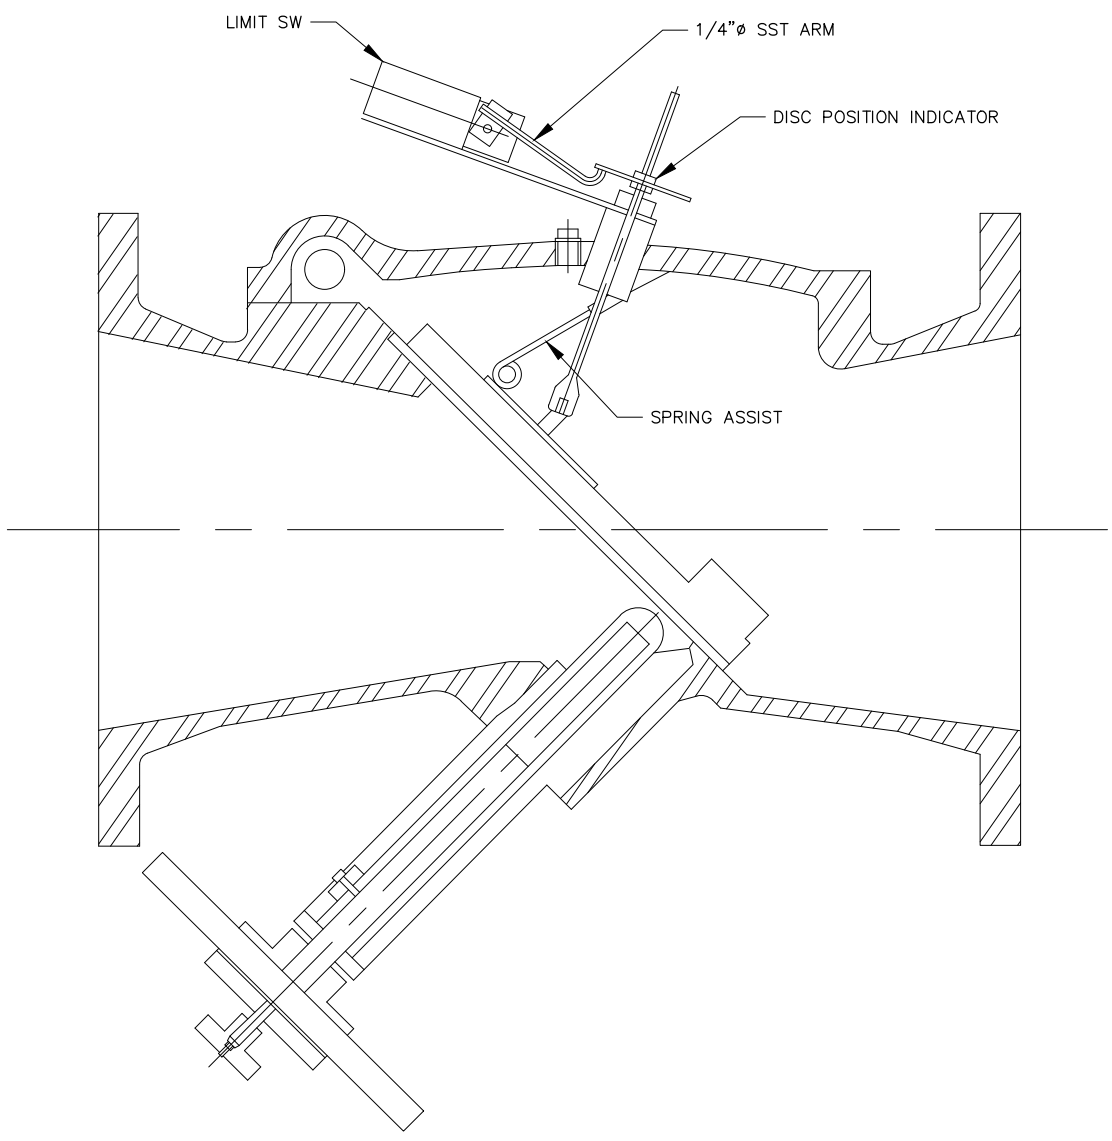 LIMIT SW
1/4"ø SST ARM
DISC POSITION INDICATOR
SPRING ASSIST